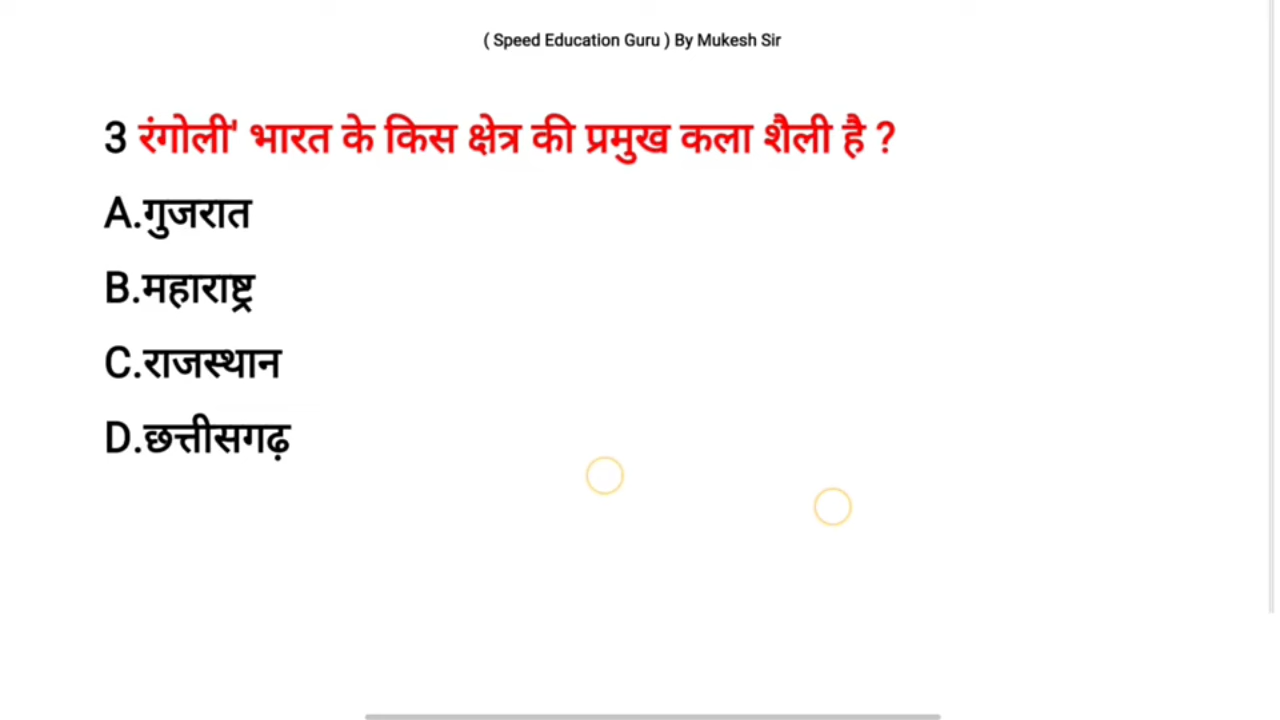 ( Speed Education Guru ) By Mukesh Sir
3 रंगोली' भारत के किस क्षेत्र की प्रमुख कला शैली है ?
A.गुजरात
B.महाराष्ट्र
C.राजस्थान
D.छत्तीसगढ़